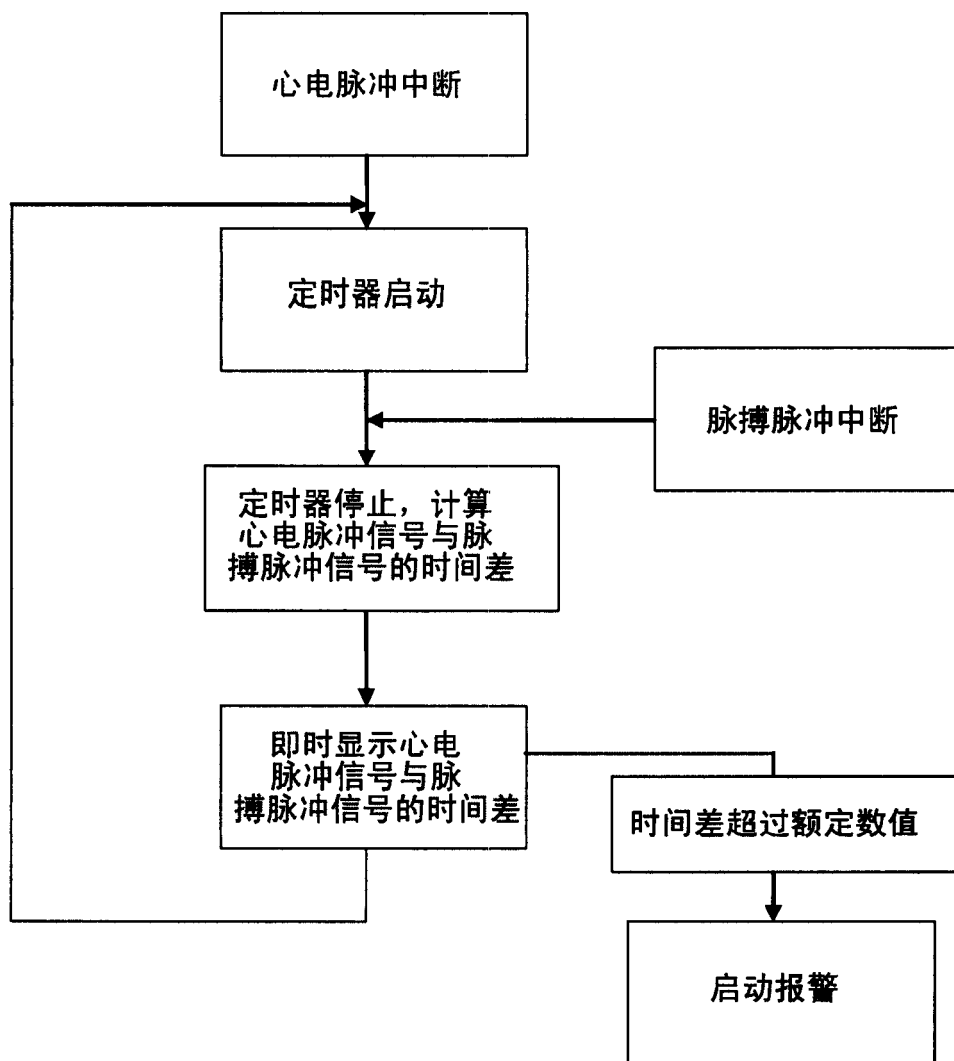 心电脉冲中断
定时器启动
脉搏脉冲中断
定时器停止，计算
心电脉冲信号与脉
搏脉冲信号的时间差
即时显示心电
脉冲信号与脉
搏脉冲信号的时间差
时间差超过额定数值
启动报警